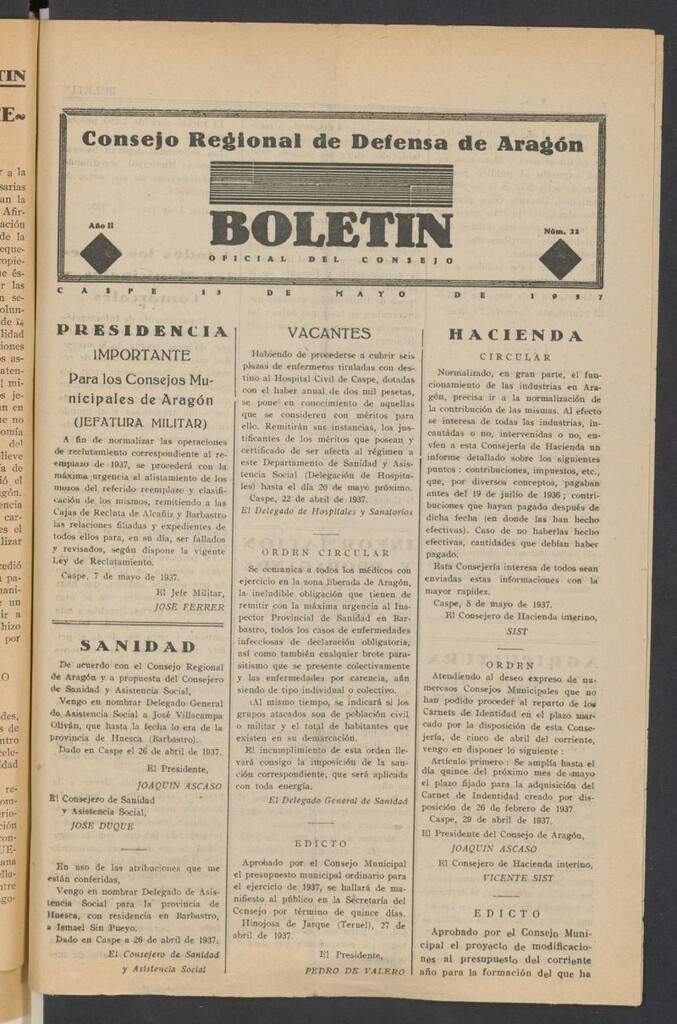 Consejo Regional de Defensa de Aragón
BOLETIN
OFICIAL DEL CONSEJO
Año II
Núm. 22
CASPE 13 DE MAYO DE 1937
PRESIDENCIA
IMPORTANTE
Para los Consejos Mu-
nicipales de Aragón
(JEFATURA MILITAR)
A fin de normalizar las operaciones
de reclutamiento correspondiente al re-
emplazo de 1937, se procederá con la
máxima urgencia al alistamiento de los
mozos del referido reemplazo y clasifi-
cación de los mismos, remitiendo a las
Cajas de Recluta de Alcañiz y Barbastro
las relaciones filiadas y expedientes de
todos ellos para, en su día, ser fallados
y revisados, según dispone la vigente
Ley de Reclutamiento.
Caspe, 7 de mayo de 1937.
El Jefe Militar,
JOSE FERRER
SANIDAD
De acuerdo con el Consejo Regional
de Aragón y a propuesta del Consejero
de Sanidad y Asistencia Social,
Vengo en nombrar Delegado General
de Asistencia Social a José Villacampa
Oliván, que hasta la fecha lo era de la
provincia de Huesca (Barbastro).
Dado en Caspe el 26 de abril de 1937.
El Presidente,
JOAQUIN ASCASO
El Consejero de Sanidad
y Asistencia Social,
JOSE DUQUE
En uso de las atribuciones que me
están conferidas,
Vengo en nombrar Delegado de Asis-
tencia Social para la provincia de
Huesca, con residencia en Barbastro,
a Ismael Sin Pueyo.
Dado en Caspe a 26 de abril de 1937.
El Consejero de Sanidad
y Asistencia Social
VACANTES
Habiendo de procederse a cubrir seis
plazas de enfermeras tituladas con des-
tino al Hospital Civil de Caspe, dotadas
con el haber anual de dos mil pesetas,
se pone en conocimiento de aquellas
que se consideren con méritos para
ello. Remitirán sus instancias, los jus-
tificantes de los méritos que posean y
certificado de ser afecta al régimen a
este Departamento de Sanidad y Asis-
tencia Social (Delegación de Hospita-
les) hasta el día 20 de mayo próximo.
Caspe, 22 de abril de 1937.
El Delegado de Hospitales y Sanatorios
ORDEN CIRCULAR
Se comunica a todos los médicos con
ejercicio en la zona liberada de Aragón,
la ineludible obligación que tienen de
remitir con la máxima urgencia al Ins-
pector Provincial de Sanidad en Bar-
bastro, todos los casos de enfermedades
infecciosas de declaración obligatoria,
así como también cualquier brote para-
sitismo que se presente colectivamente
y las enfermedades por carencia, aún
siendo de tipo individual o colectivo.
Al mismo tiempo, se indicará si los
grupos atacados son de población civil
o militar y el total de habitantes que
existen en su demarcación.
El incumplimiento de esta orden lle-
vará consigo la imposición de la san-
ción correspondiente, que será aplicada
con toda energía.
El Delegado General de Sanidad
EDICTO
Aprobado por el Consejo Municipal
el presupuesto municipal ordinario para
el ejercicio de 1937, se hallará de ma-
nifiesto al público en la Secretaría del
Consejo por término de quince días.
Hinojosa de Jarque (Teruel), 27 de
abril de 1937.
El Presidente,
PEDRO DE VALERO
HACIENDA
CIRCULAR
Normalizado, en gran parte, el fun-
cionamiento de las industrias en Ara-
gón, precisa ir a la normalización de
la contribución de las mismas. Al efecto
se interesa de todas las industrias, in-
cautadas o no, intervenidas o no, en-
víen a esta Consejería de Hacienda un
informe detallado sobre los siguientes
puntos: contribuciones, impuestos, etc.,
que, por diversos conceptos, pagaban
antes del 19 de julio de 1936; contri-
buciones que hayan pagado después de
dicha fecha (en donde las han hecho
efectivas). Caso de no haberlas hecho
efectivas, cantidades que debían haber
pagado.
Esta Consejería interesa de todos sean
enviadas estas informaciones con la
mayor rapidez.
Caspe, 5 de mayo de 1937.
El Consejero de Hacienda interino,
SIST
ORDEN
Atendiendo al deseo expreso de nu-
merosos Consejos Municipales que no
han podido proceder al reparto de los
Carnets de Identidad en el plazo mar-
cado por la disposición de esta Conse-
jería, de cinco de abril del corriente,
vengo en disponer lo siguiente:
Artículo primero: Se amplía hasta el
día quince del próximo mes de mayo
el plazo fijado para la adquisición del
Carnet de Indentidad creado por dis-
posición de 26 de febrero de 1937.
Caspe, 29 de abril de 1937.
El Presidente del Consejo de Aragón,
JOAQUIN ASCASO
El Consejero de Hacienda interino,
VICENTE SIST
EDICTO
Aprobado por el Consejo Muni-
cipal el proyecto de modificacio-
nes al presupuesto del corriente
año para la formación del que ha